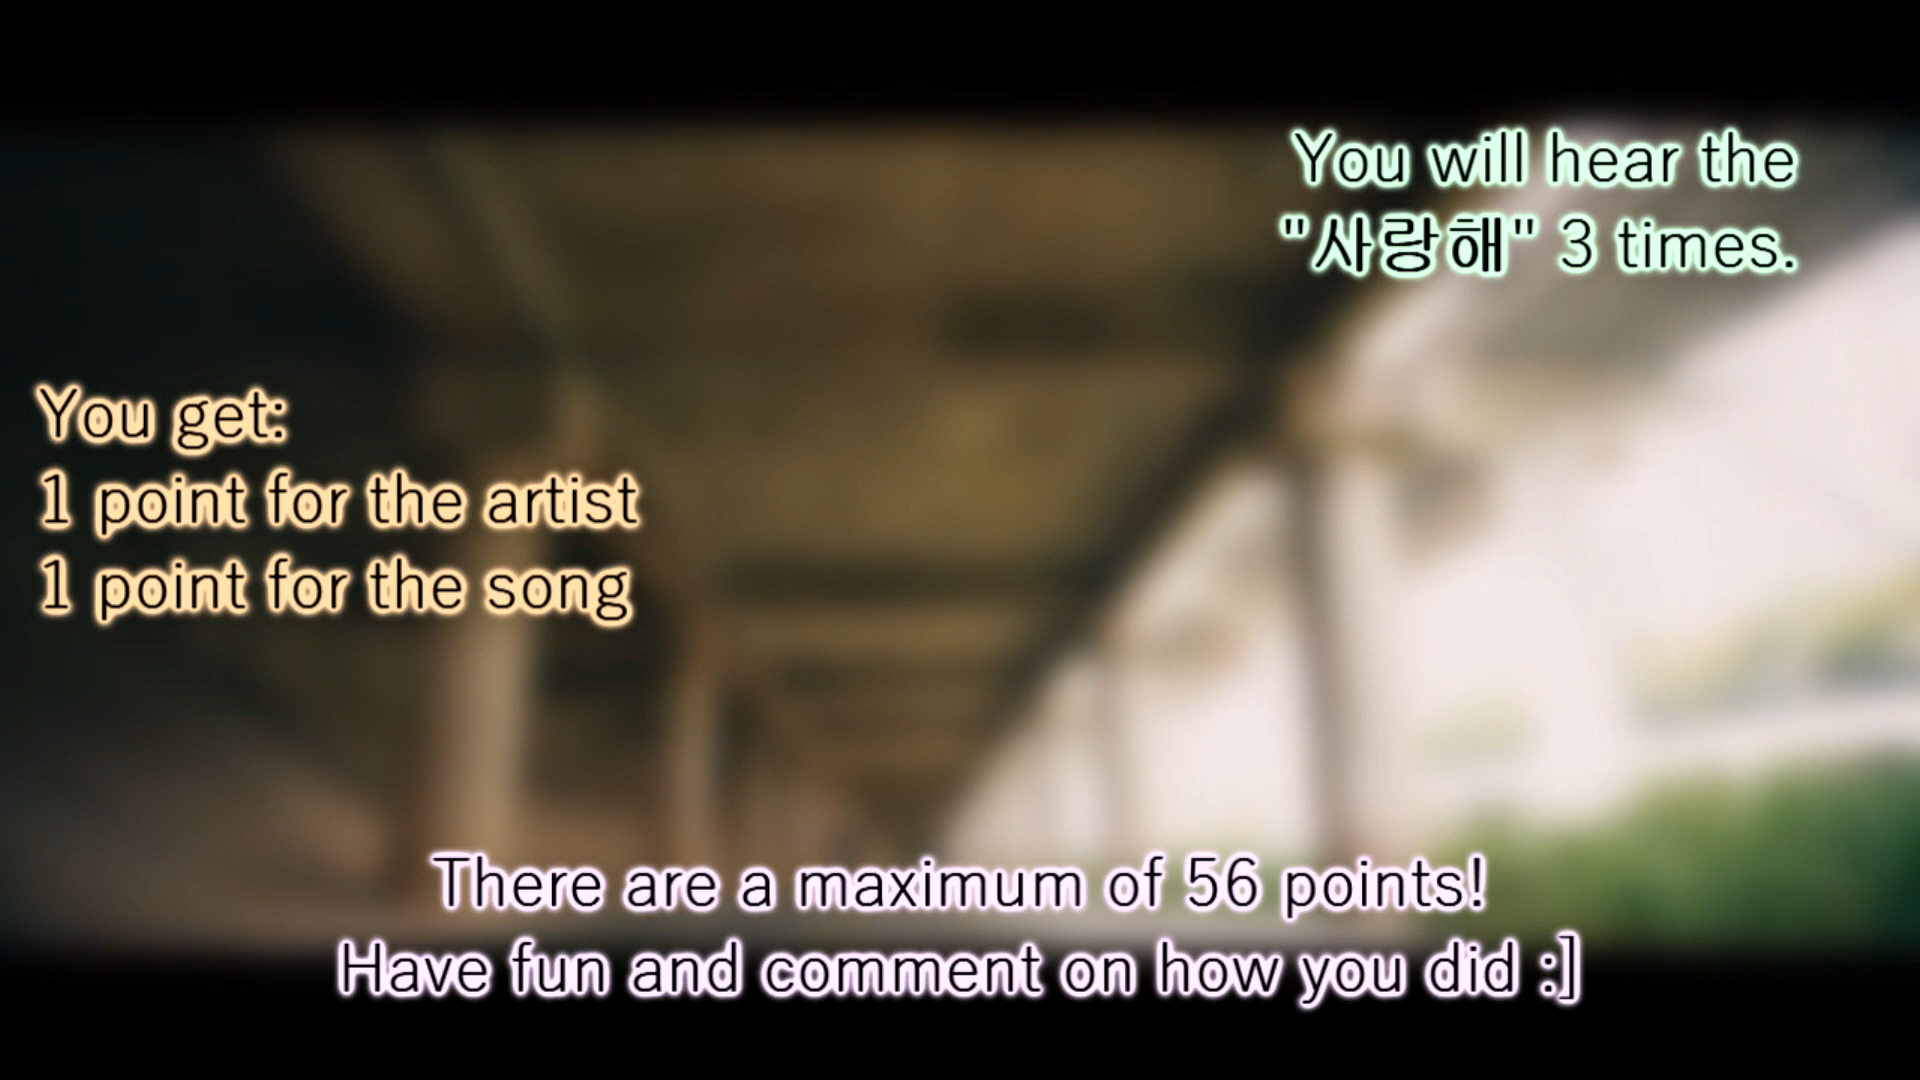 You will hear the
"사랑해" 3 times.
You get:
1 point for the artist
1 point for the song
There are a maximum of 56 points!
Have fun and comment on how you did :]